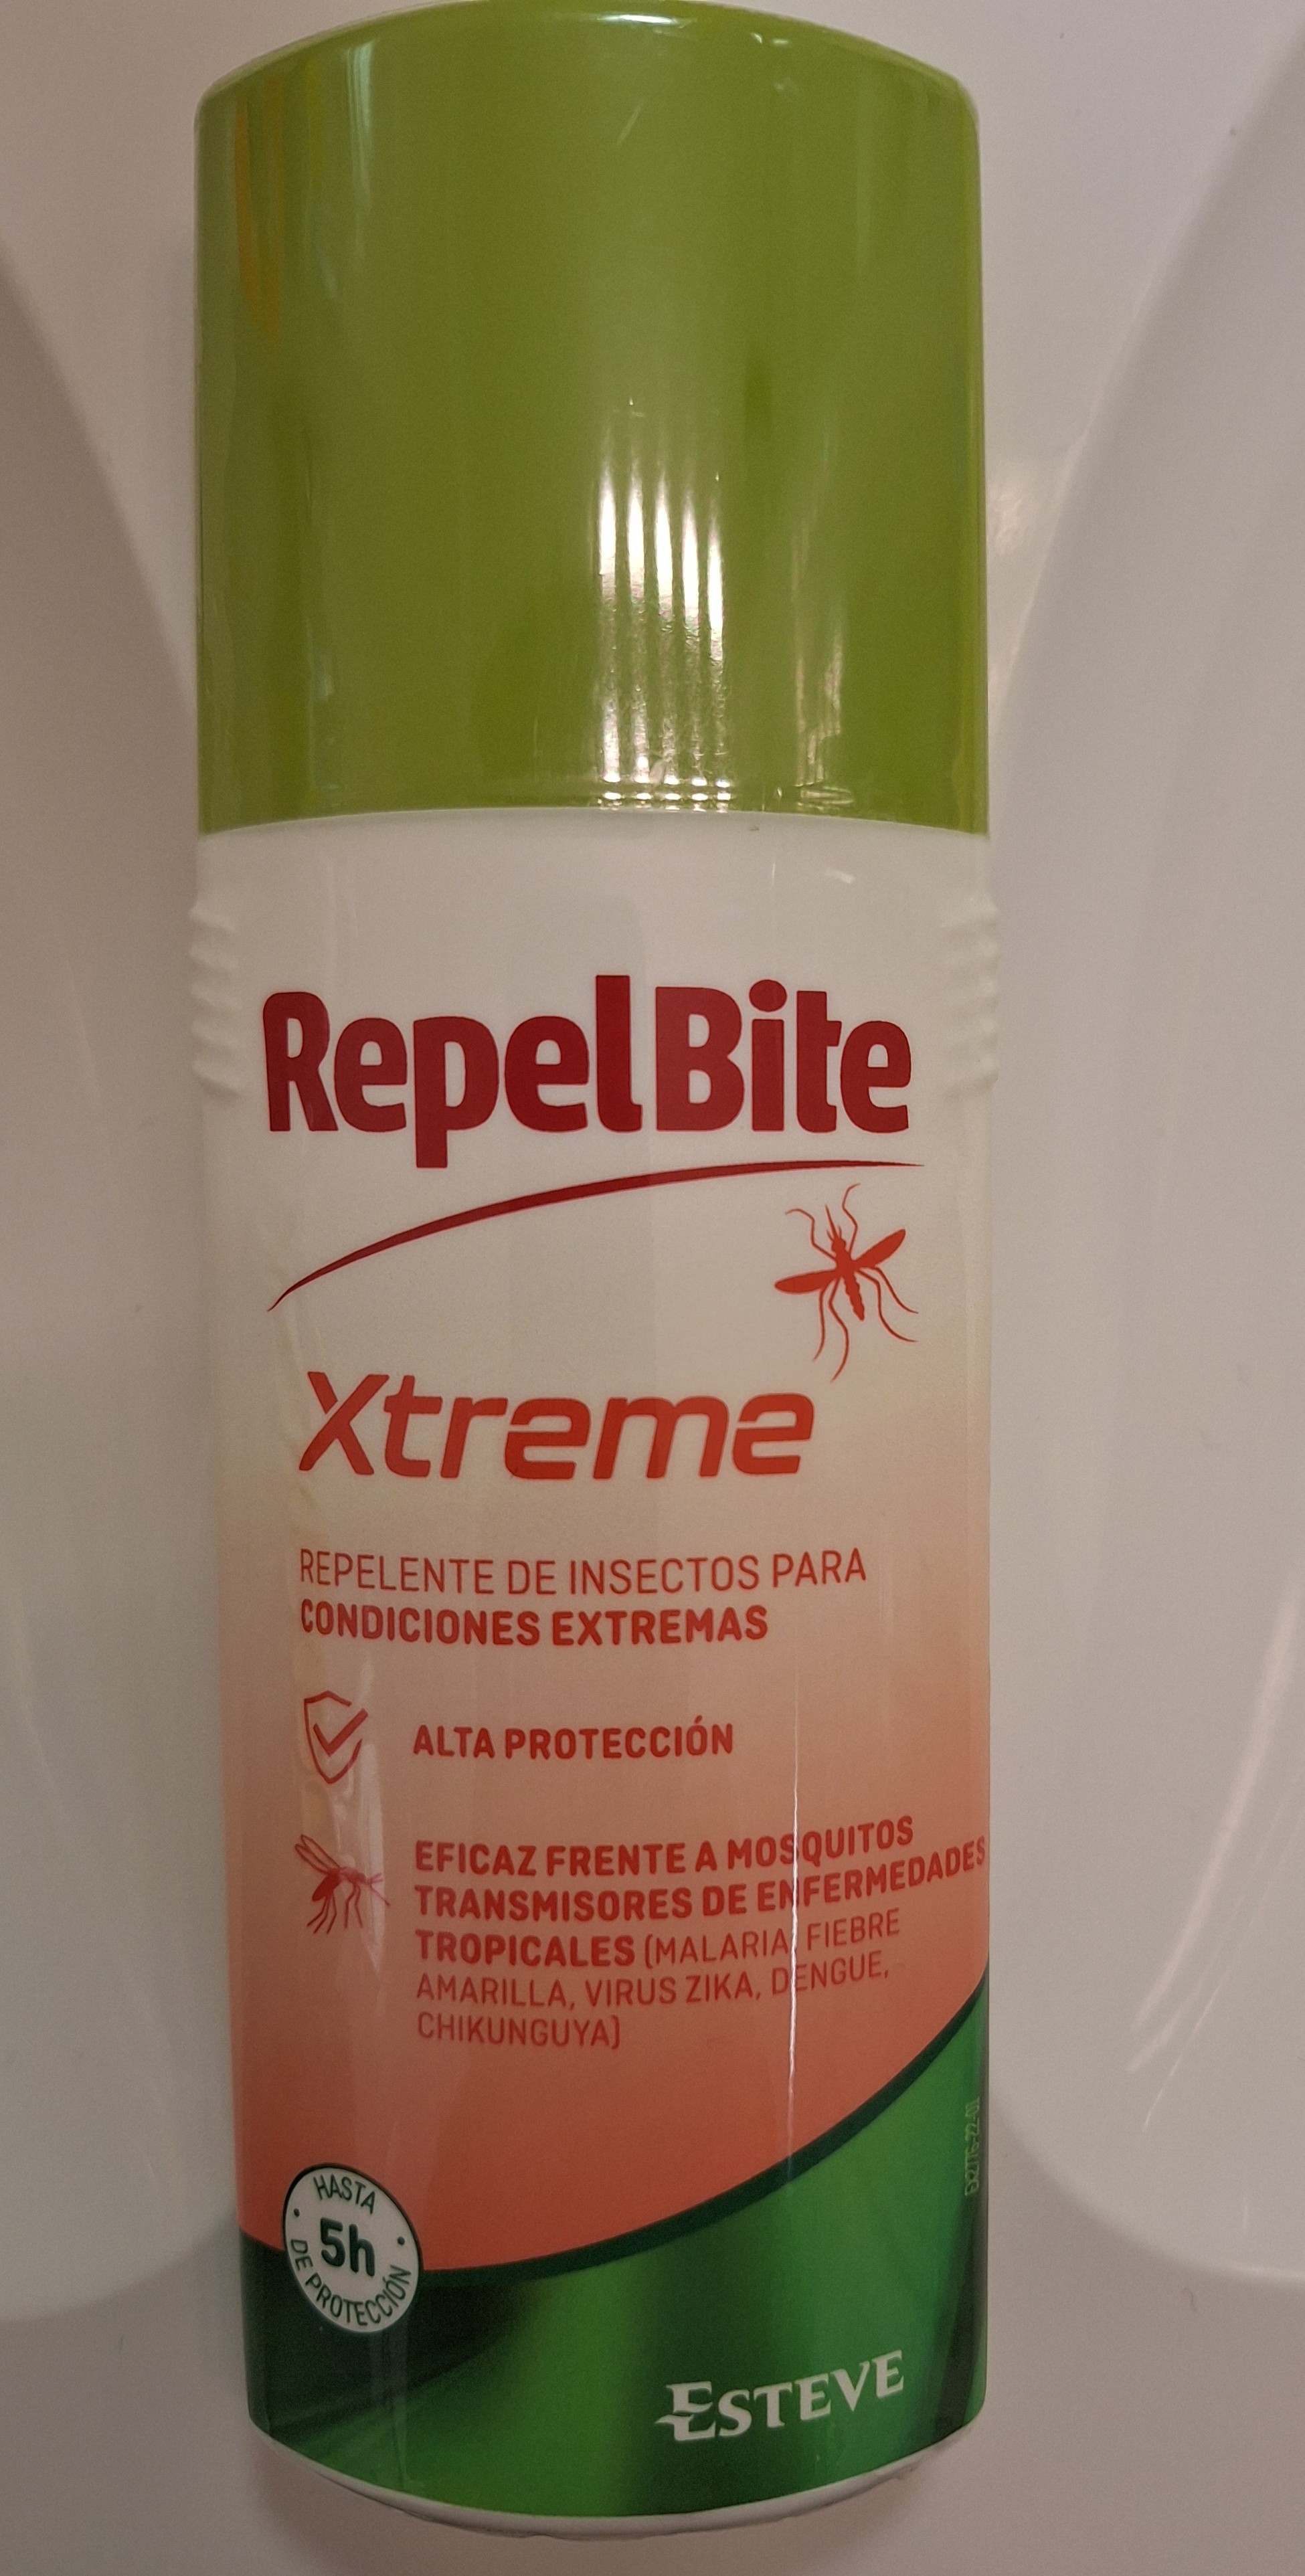 RepelBite
Xtreme
REPELENTE DE INSECTOS PARA
CONDICIONES EXTREMAS
ALTA PROTECCIÓN
EFICAZ FRENTE A MOSQUITOS
TRANSMISORES DE ENFERMEDADES
TROPICALES (MALARIA, FIEBRE
AMARILLA, VIRUS ZIKA, DENGUE,
CHIKUNGUYA)
HASTA
5h
DE PROTECCIÓN
ESTEVE